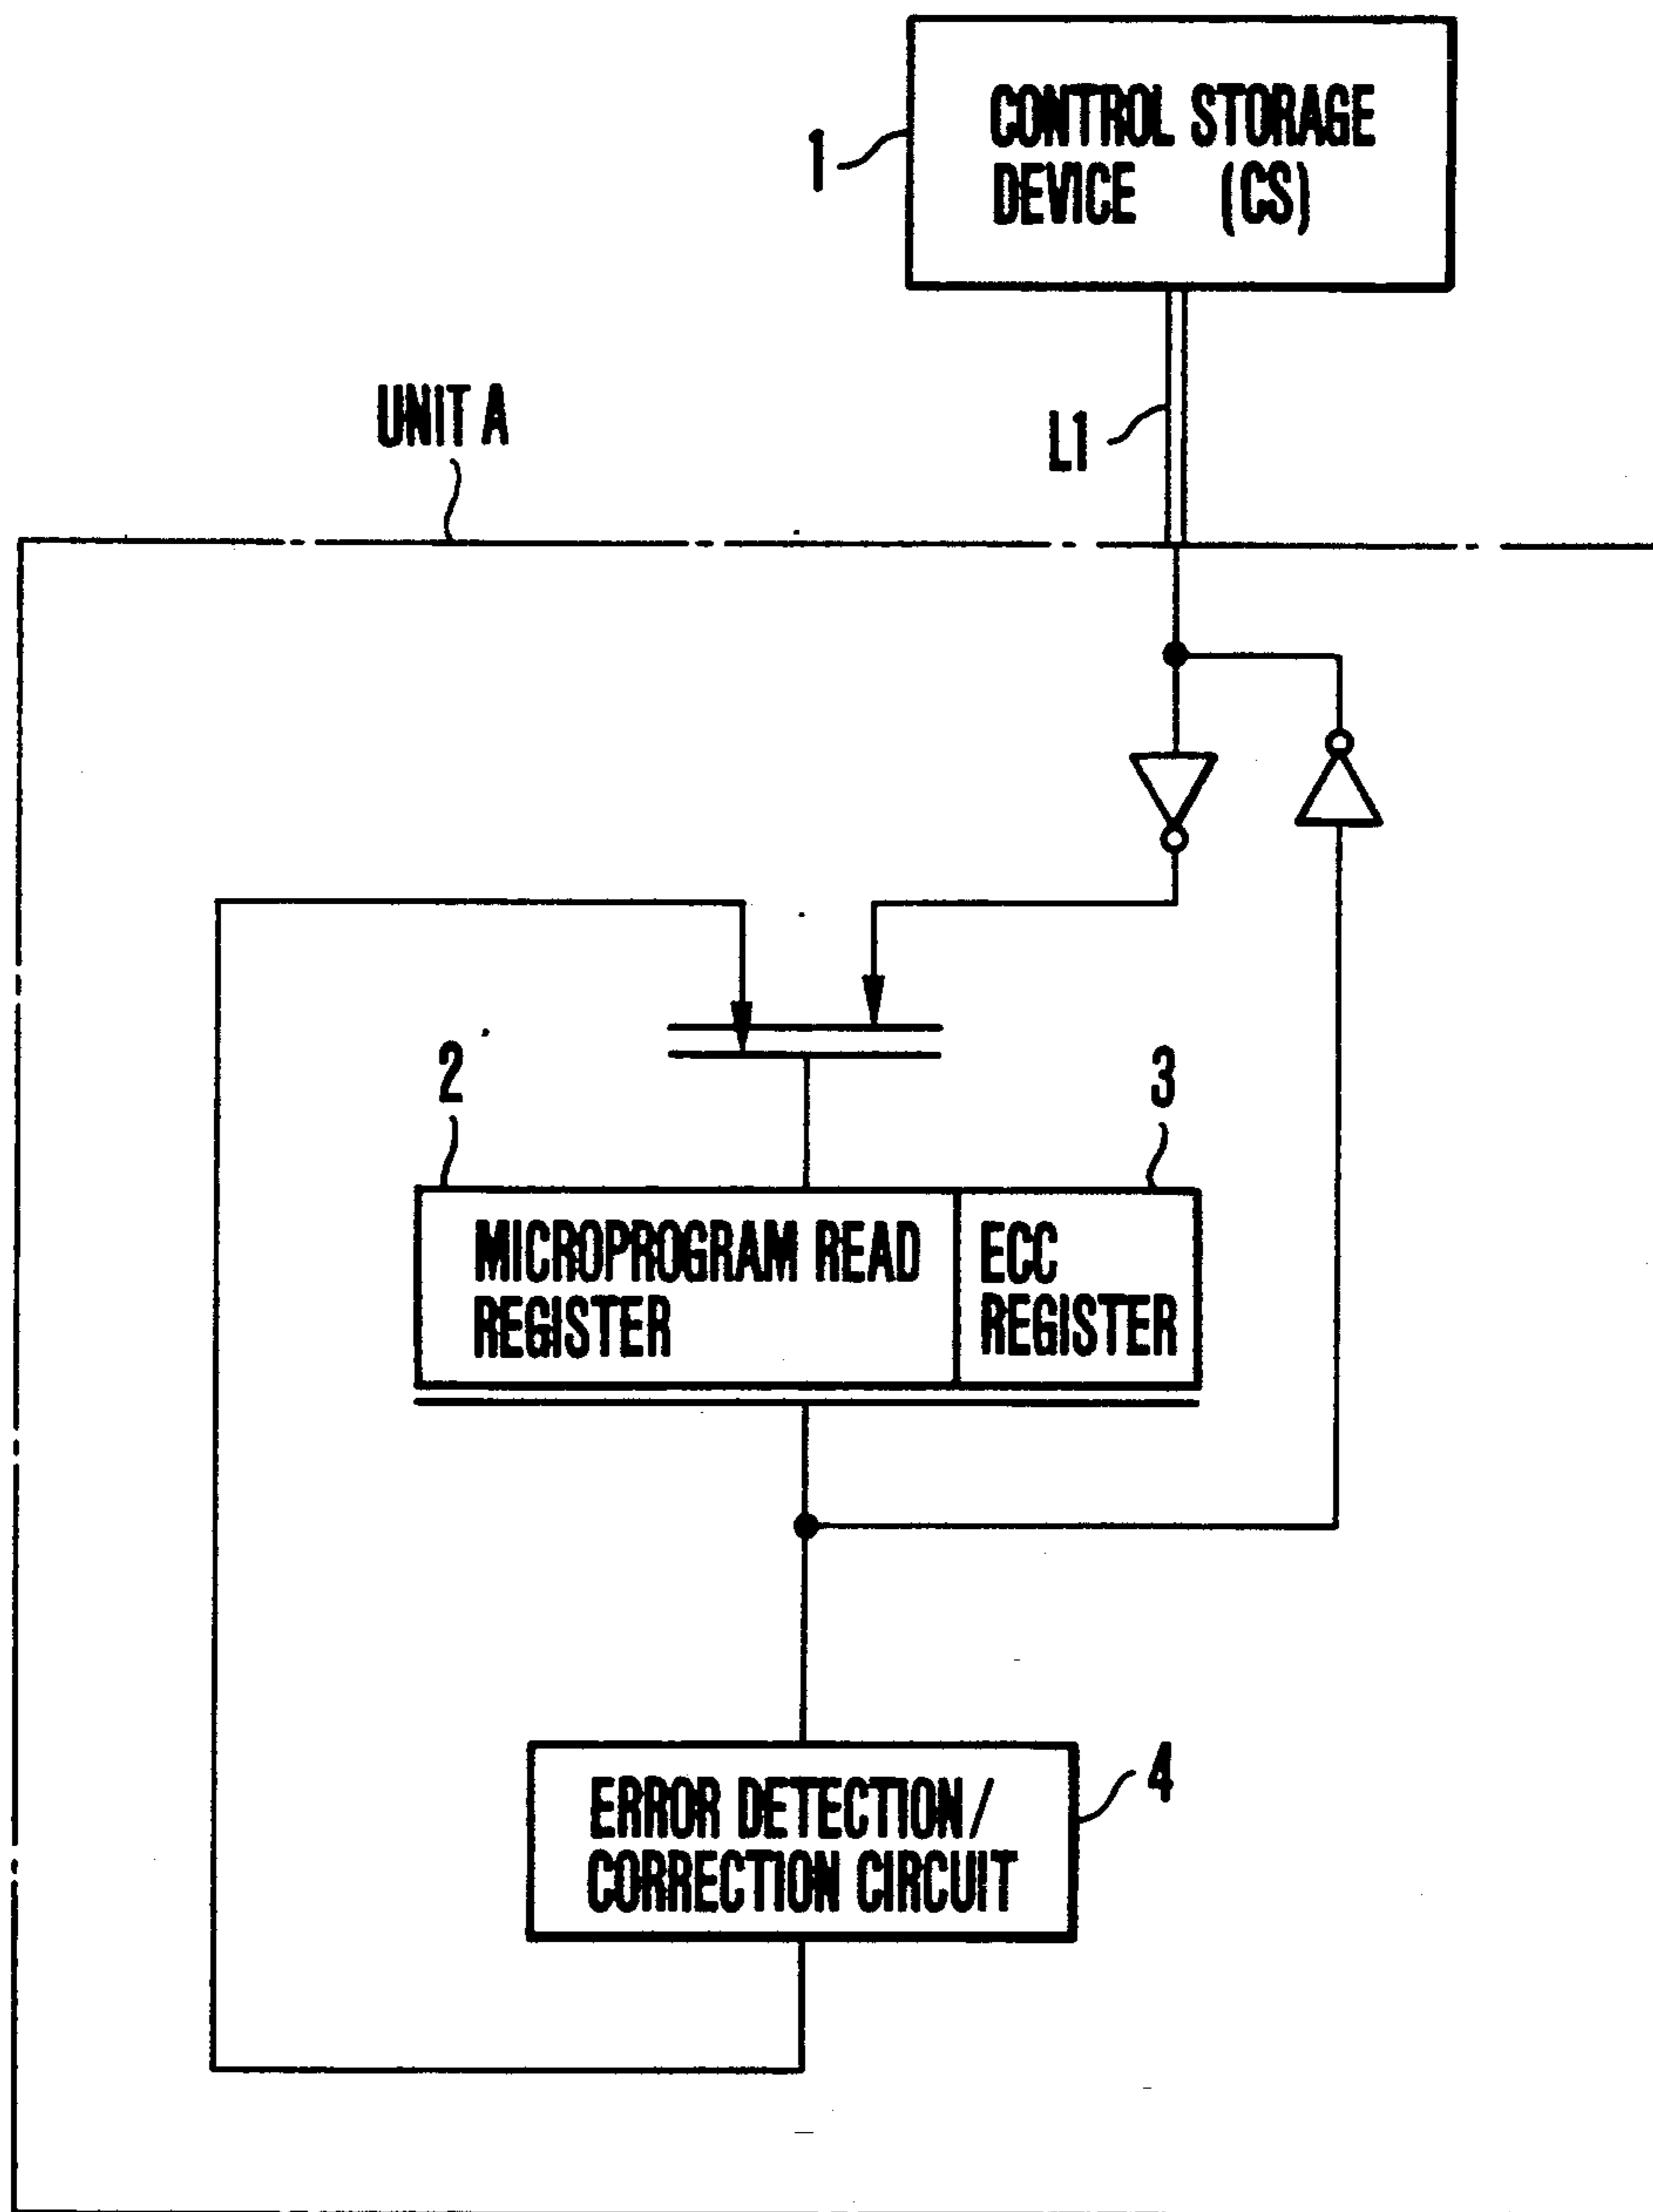 1
CONTROL STORAGE
DEVICE (CS)
UNIT A
L1
2
3
MICROPROGRAM READ
REGISTER
ECC
REGISTER
ERROR DETECTION/
CORRECTION CIRCUIT
4